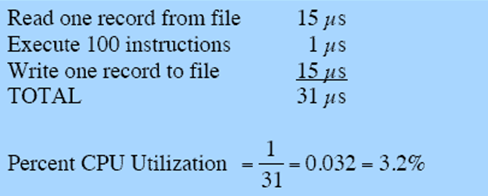 Read one record from file 15 μs
Execute 100 instructions 1 μs
Write one record to file 15 μs
TOTAL 31 μs
Percent CPU Utilization = 1/31 = 0.032 = 3.2%